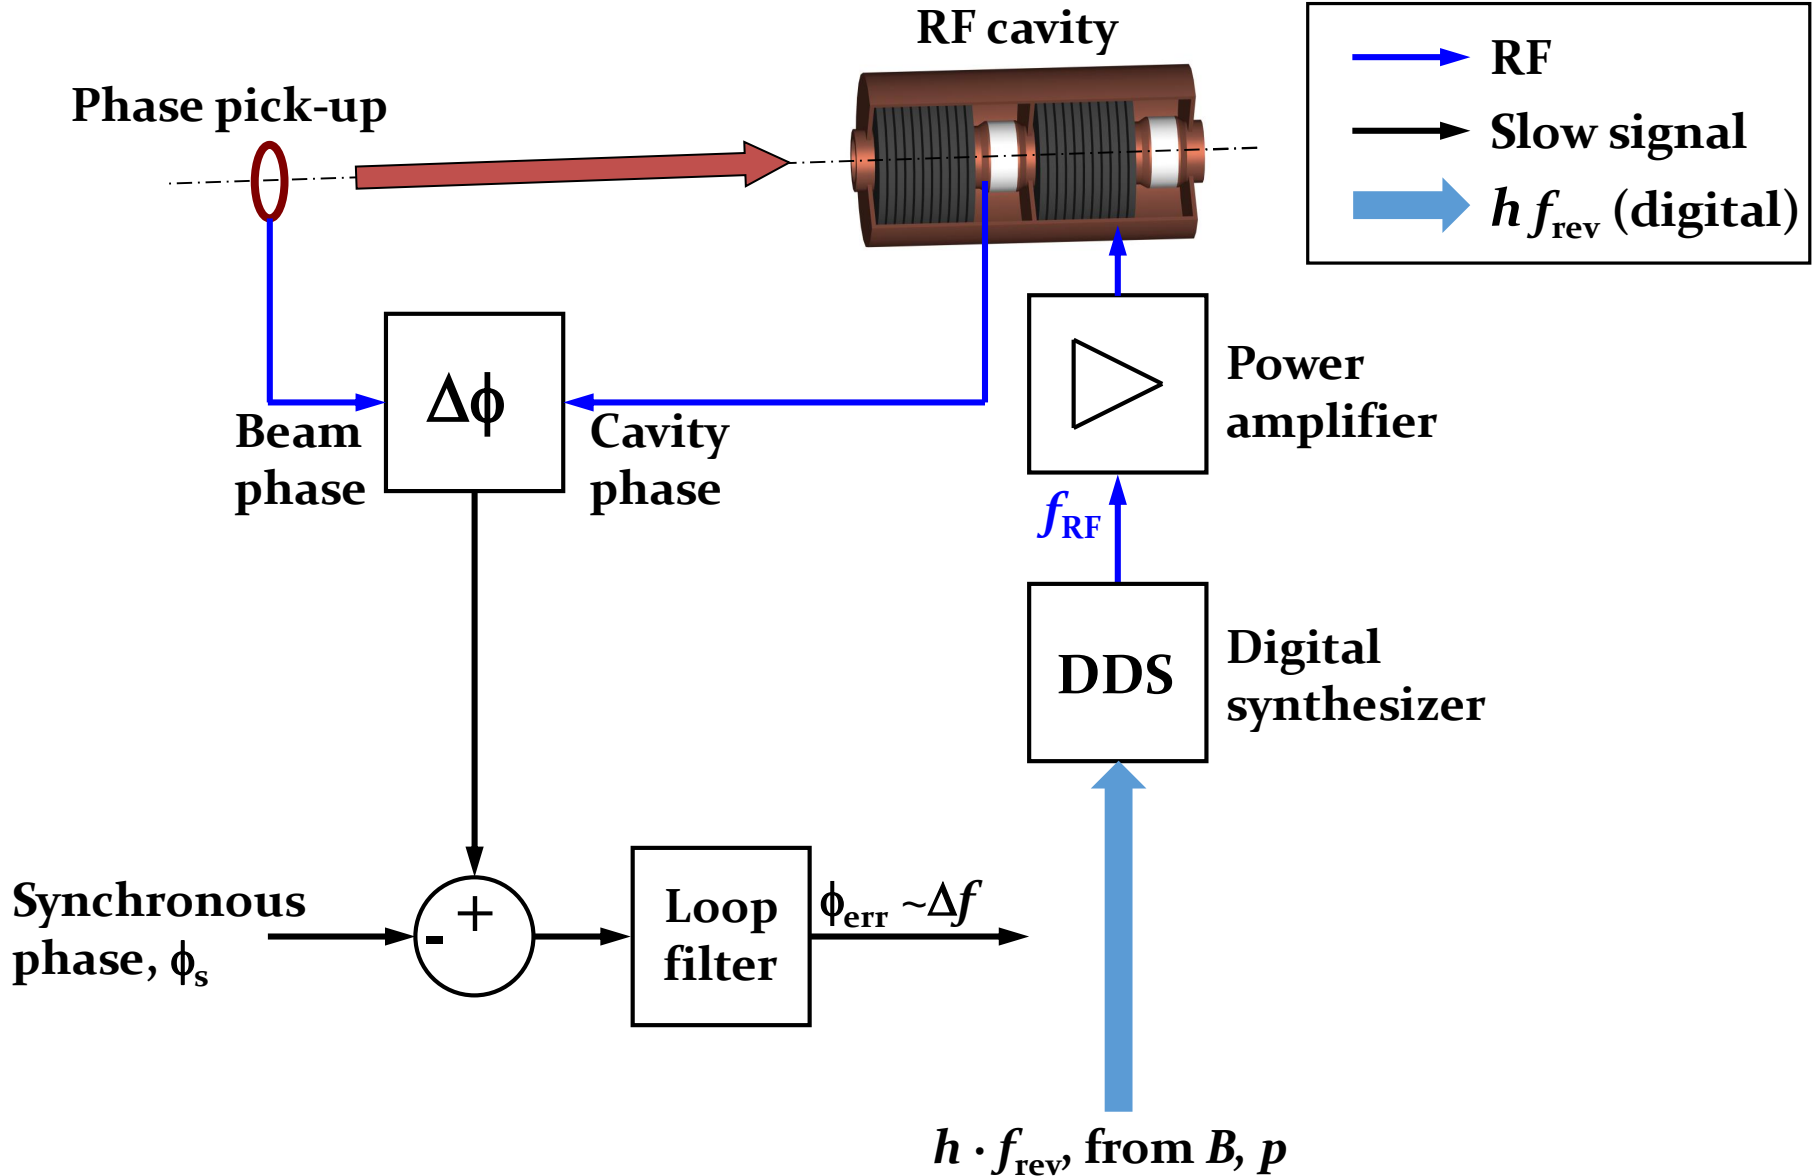 RF cavity
RF
Phase pick-up
Slow signal
h f_rev (digital)
Δϕ
Power
amplifier
Beam
phase
Cavity
phase
f_RF
DDS
Digital
synthesizer
Synchronous
phase, ϕ_s
+
-
Loop
filter
ϕ_err ~Δf
h · f_rev, from B, p